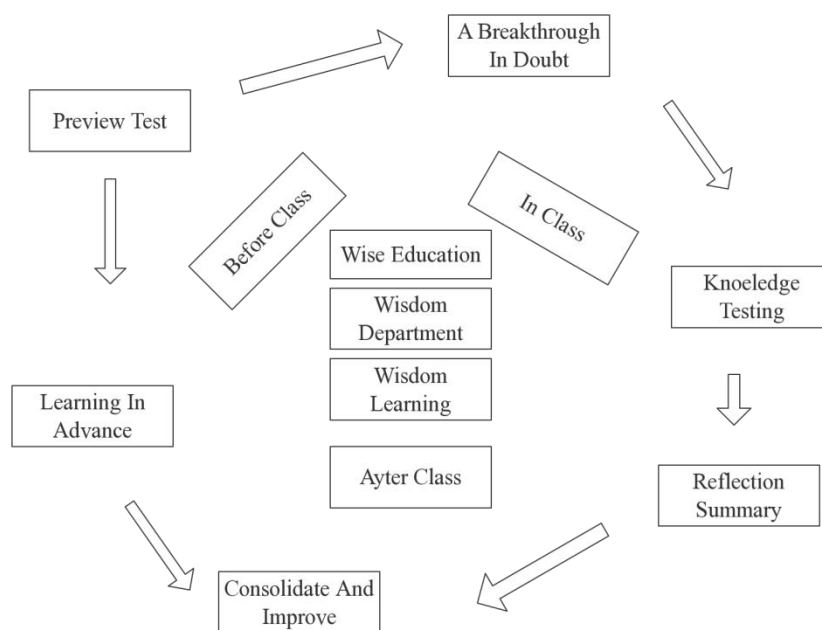 A Breakthrough
In Doubt
Preview Test
Before Class
In Class
Wise Education
Wisdom
Department
Wisdom
Learning
Ayter Class
Knoeledge
Testing
Learning In
Advance
Reflection
Summary
Consolidate And
Improve